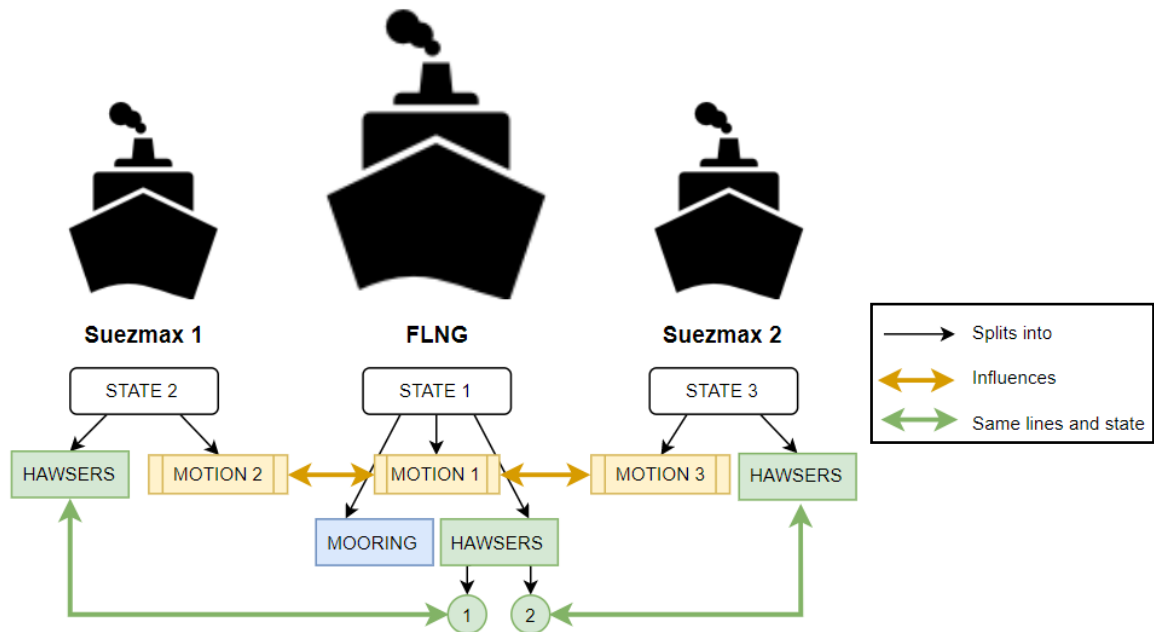 Suezmax 1
FLNG
Suezmax 2
Splits into
Influences
Same lines and state
STATE 2
STATE 1
STATE 3
HAWSERS
MOTION 2
MOTION 1
MOTION 3
HAWSERS
MOORING
HAWSERS
1
2